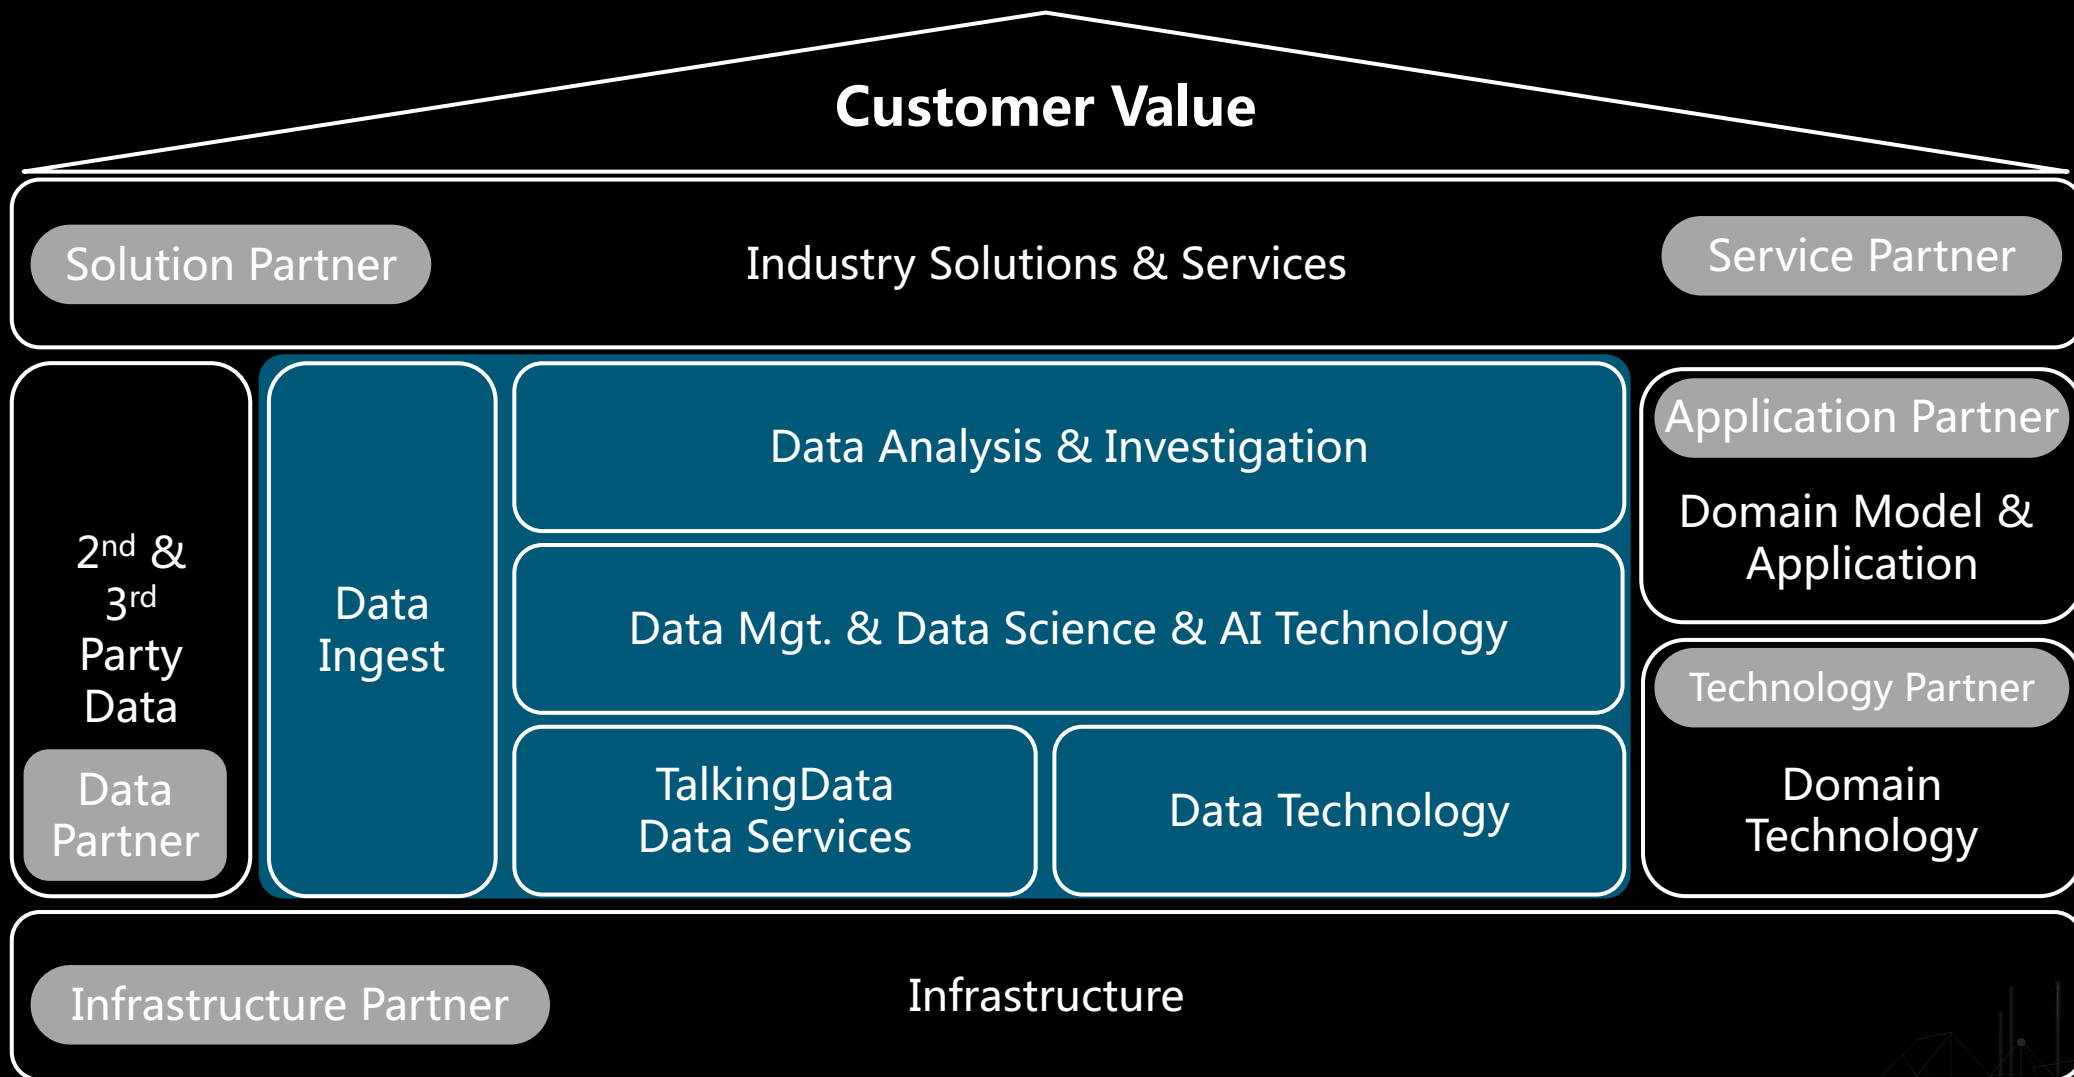 Customer Value
Solution Partner
Industry Solutions & Services
Service Partner
2nd &
3rd
Party
Data
Data
Partner
Data
Ingest
Data Analysis & Investigation
Data Mgt. & Data Science & AI Technology
TalkingData
Data Services
Data Technology
Application Partner
Domain Model &
Application
Technology Partner
Domain
Technology
Infrastructure Partner
Infrastructure